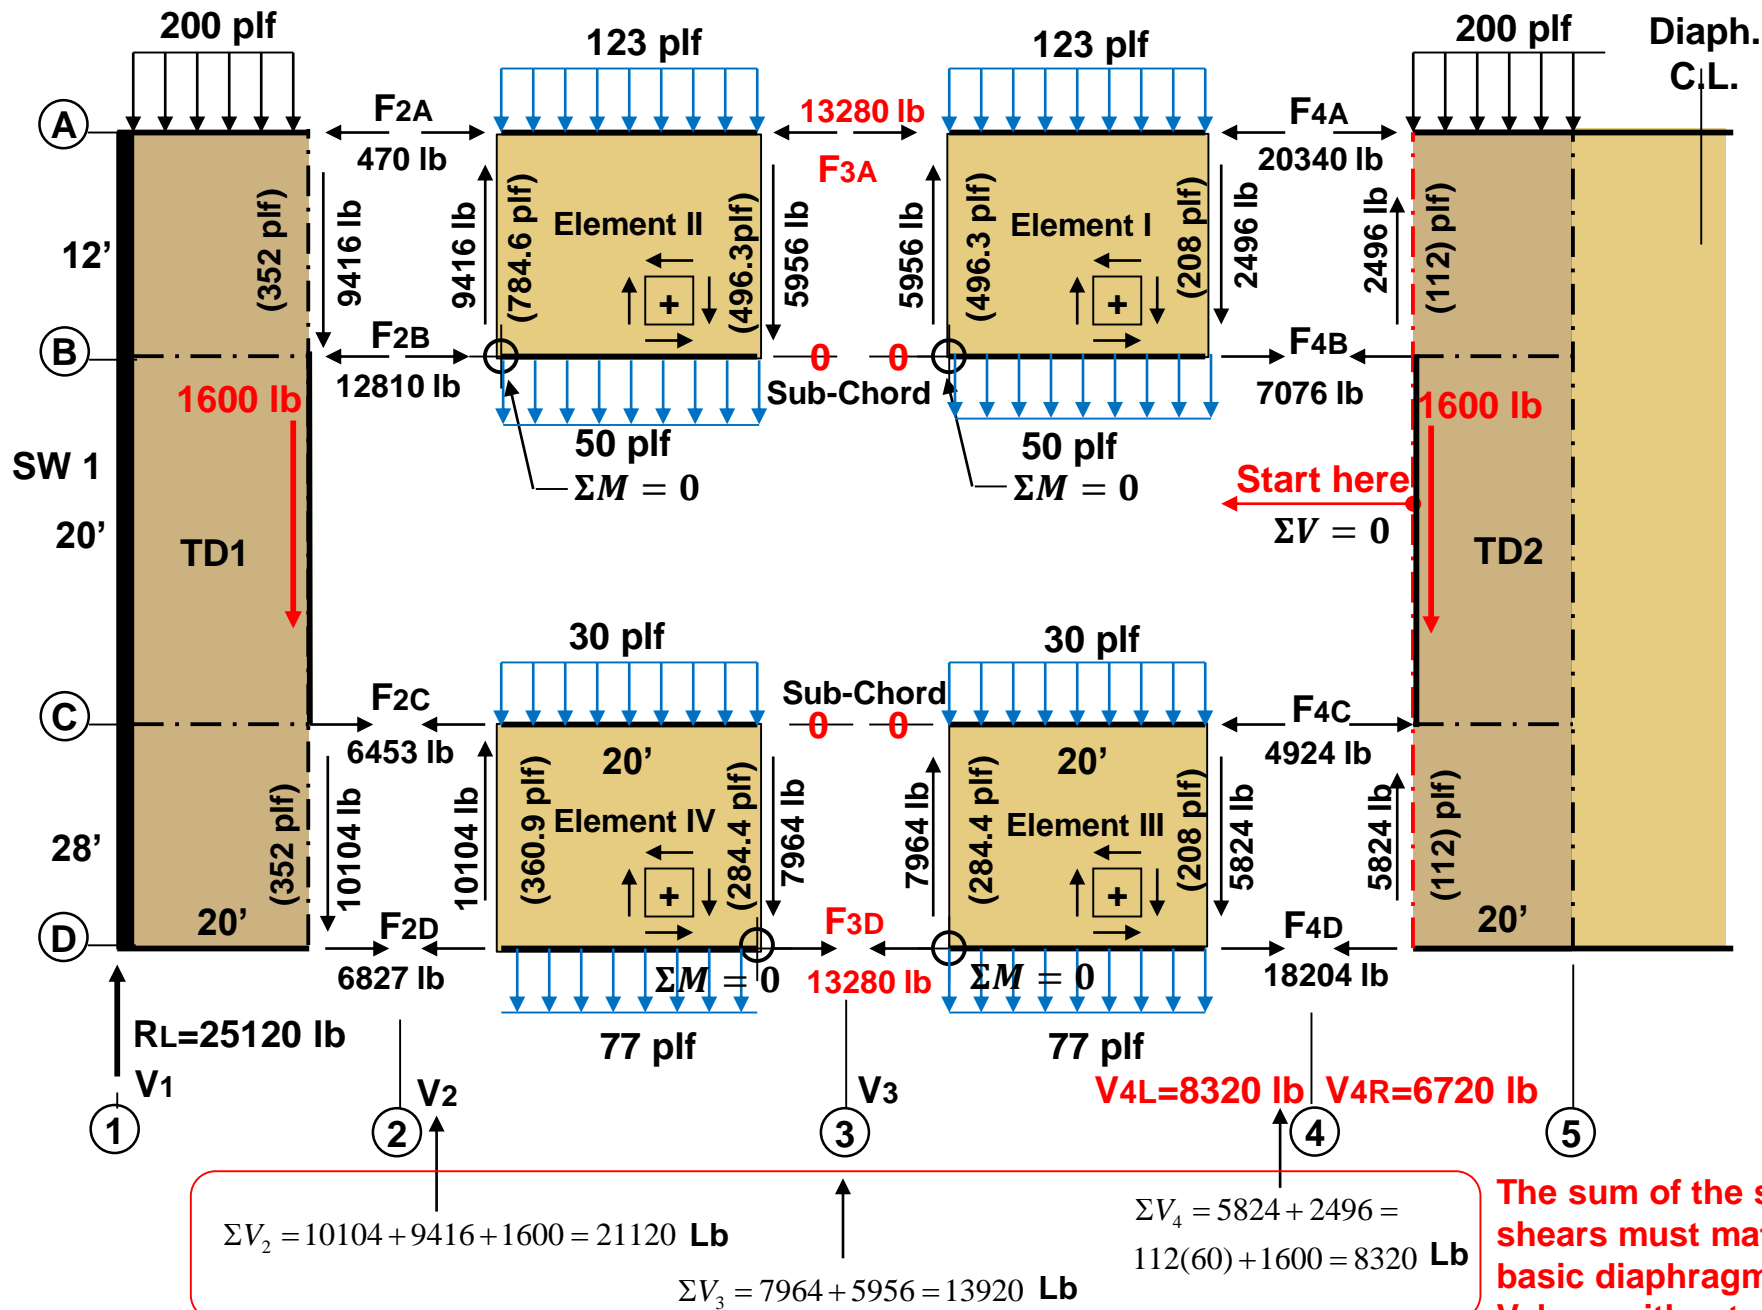 200 plf
123 plf
123 plf
200 plf
Diaph.
C.L.
A
F2A
470 lb
13280 lb
F3A
F4A
20340 lb
12’
(352 plf)
9416 lb
9416 lb
(784.6 plf)
Element II
+
(496.3plf)
5956 lb
5956 lb
(496.3 plf)
Element I
+
(208 plf)
2496 lb
2496 lb
(112) plf)
B
F2B
12810 lb
0 0
Sub-Chord
F4B
7076 lb
1600 lb
1600 lb
50 plf
50 plf
SW 1
ΣM = 0
ΣM = 0
Start here
ΣV = 0
20’
TD1
TD2
30 plf
30 plf
C
F2C
6453 lb
Sub-Chord
0 0
F4C
4924 lb
20’
20’
28’
(352 plf)
10104 lb
10104 lb
(360.9 plf)
Element IV
+
(284.4 plf)
7964 lb
7964 lb
(284.4 plf)
Element III
+
(208 plf)
5824 lb
5824 lb
(112) plf)
D
20’
F2D
6827 lb
ΣM = 0
F3D
13280 lb
ΣM = 0
F4D
18204 lb
20’
RL=25120 lb
V1
77 plf
77 plf
V2
V3
V4L=8320 lb
V4R=6720 lb
1
2
3
4
5
ΣV2 = 10104 + 9416 + 1600 = 21120 Lb
ΣV3 = 7964 + 5956 = 13920 Lb
ΣV4 = 5824 + 2496 =
112(60) + 1600 = 8320 Lb
The sum of the
shears must
basic diaphragm